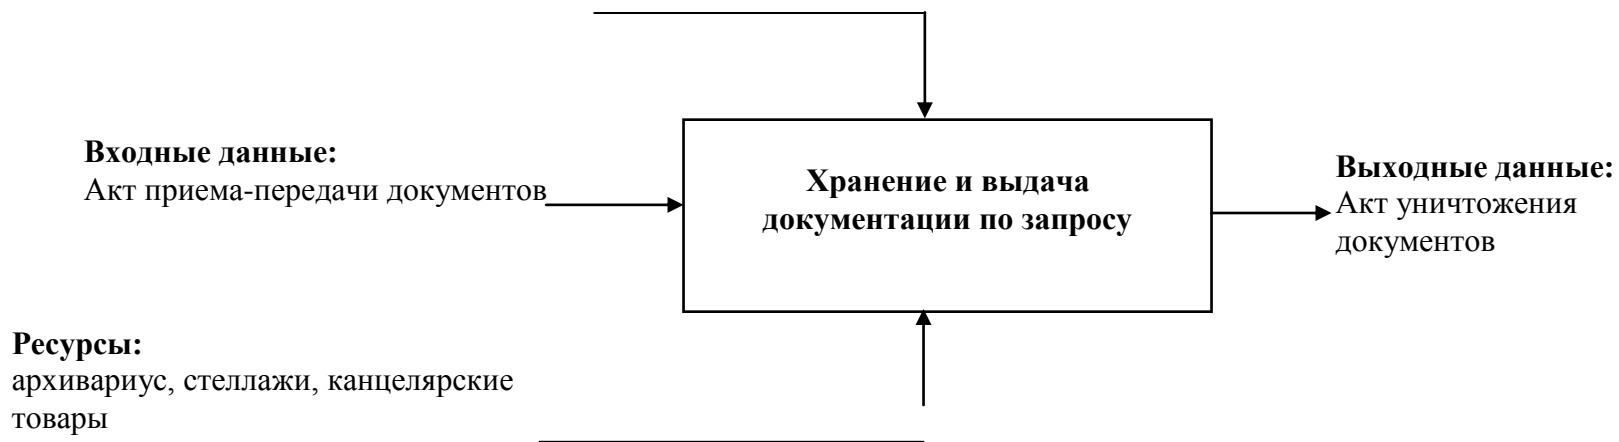 Входные данные:
Акт приема-передачи документов
Хранение и выдача
документации по запросу
Выходные данные:
Акт уничтожения
документов
Ресурсы:
архивариус, стеллажи, канцелярские
товары